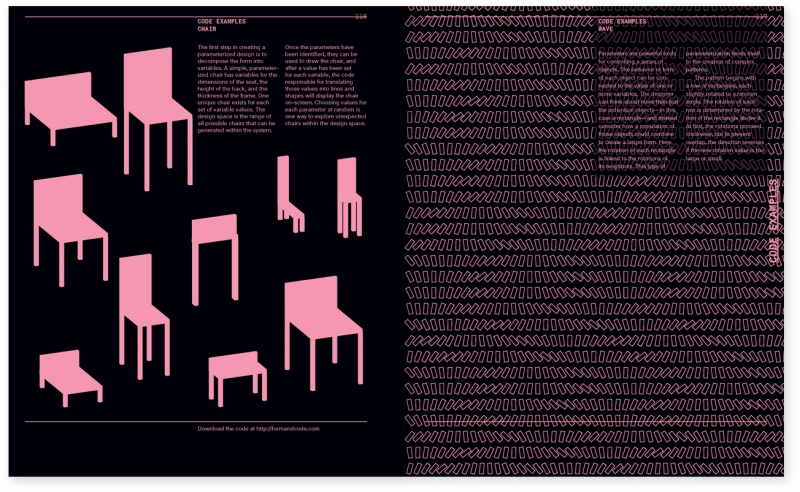 116
CODE EXAMPLES
CHAIR
The first step in creating a
parameterized design is to
decompose the form into
variables. A simple, parameter-
ized chair has variables for the
dimensions of the seat, the
height of the back, and the
thickness of the frame. One
unique chair exists for each
set of variable values. The
design space is the range of
all possible chairs that can be
generated within the system.
Once the parameters have
been identified, they can be
used to draw the chair, and
after a value has been set
for each variable, the code
responsible for translating
those values into lines and
shapes will display the chair
on-screen. Choosing values for
each parameter at random is
one way to explore unexpected
chairs within the design space.
Download the code at http://formandcode.com
117
CODE EXAMPLES
WAVE
Parameters are powerful tools
for controlling a series of
objects. The behavior or form
of each object can be con-
nected to the value of one or
more variables. The designer
can think about more than just
the individual objects—in this
case a rectangle—and instead
consider how a population of
those objects could combine
to create a larger form. Here,
the rotation of each rectangle
is linked to the rotations of
its neighbors. This type of
parameterization lends itself
to the creation of complex
patterns.
The pattern begins with
a row of rectangles, each
slightly rotated to a random
angle. The rotation of each
row is determined by the rota-
tion of the rectangle above it.
At first, the rotations proceed
clockwise, but to prevent
overlap, the direction reverses
if the new rotation value is too
large or small.
CODE EXAMPLES